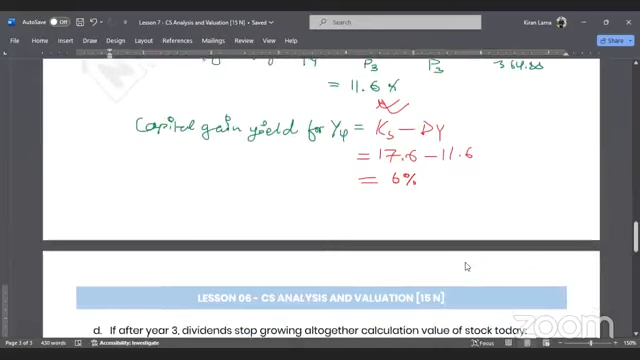 AutoSave Off Lesson 7 - CS Analysis and Valuation [15 N] • Saved Search Kiran Lama
File Home Insert Draw Design Layout References Mailings Review View Help Share
P3 P3 364.88
= 11.6 %
Capital gain yield for Y4 = Ks – DY
= 17.6 – 11.6
= 6%
LESSON 06 - CS ANALYSIS AND VALUATION [15 N]
d. If after year 3, dividends stop growing altogether calculation value of stock today.
zoom
Page 3 of 3 430 words Accessibility: Investigate Focus 150%